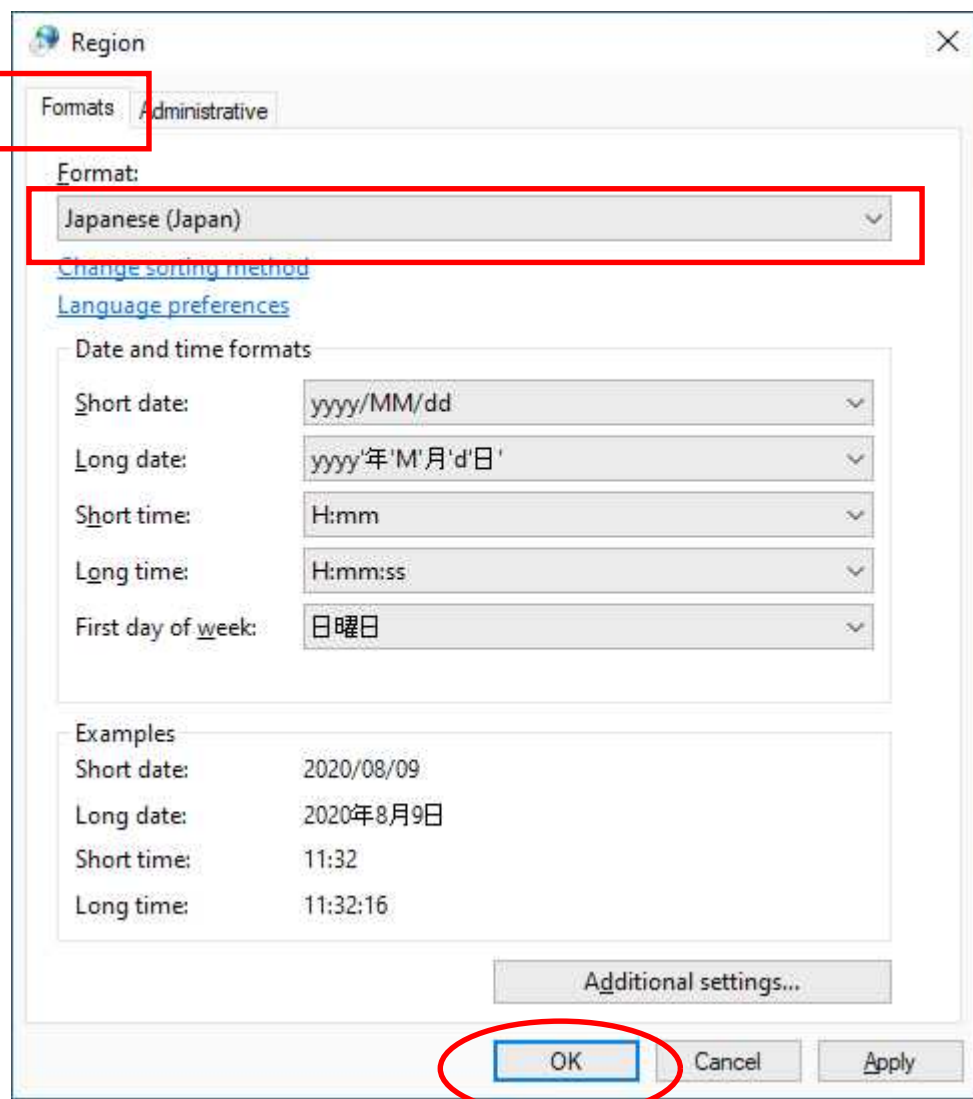 Region
Formats Administrative
Format:
Japanese (Japan)
Change sorting method
Language preferences
Date and time formats
Short date: yyyy/MM/dd
Long date: yyyy'年'M'月'd'日'
Short time: H:mm
Long time: H:mm:ss
First day of week: 日曜日
Examples
Short date: 2020/08/09
Long date: 2020年8月9日
Short time: 11:32
Long time: 11:32:16
Additional settings...
OK Cancel Apply